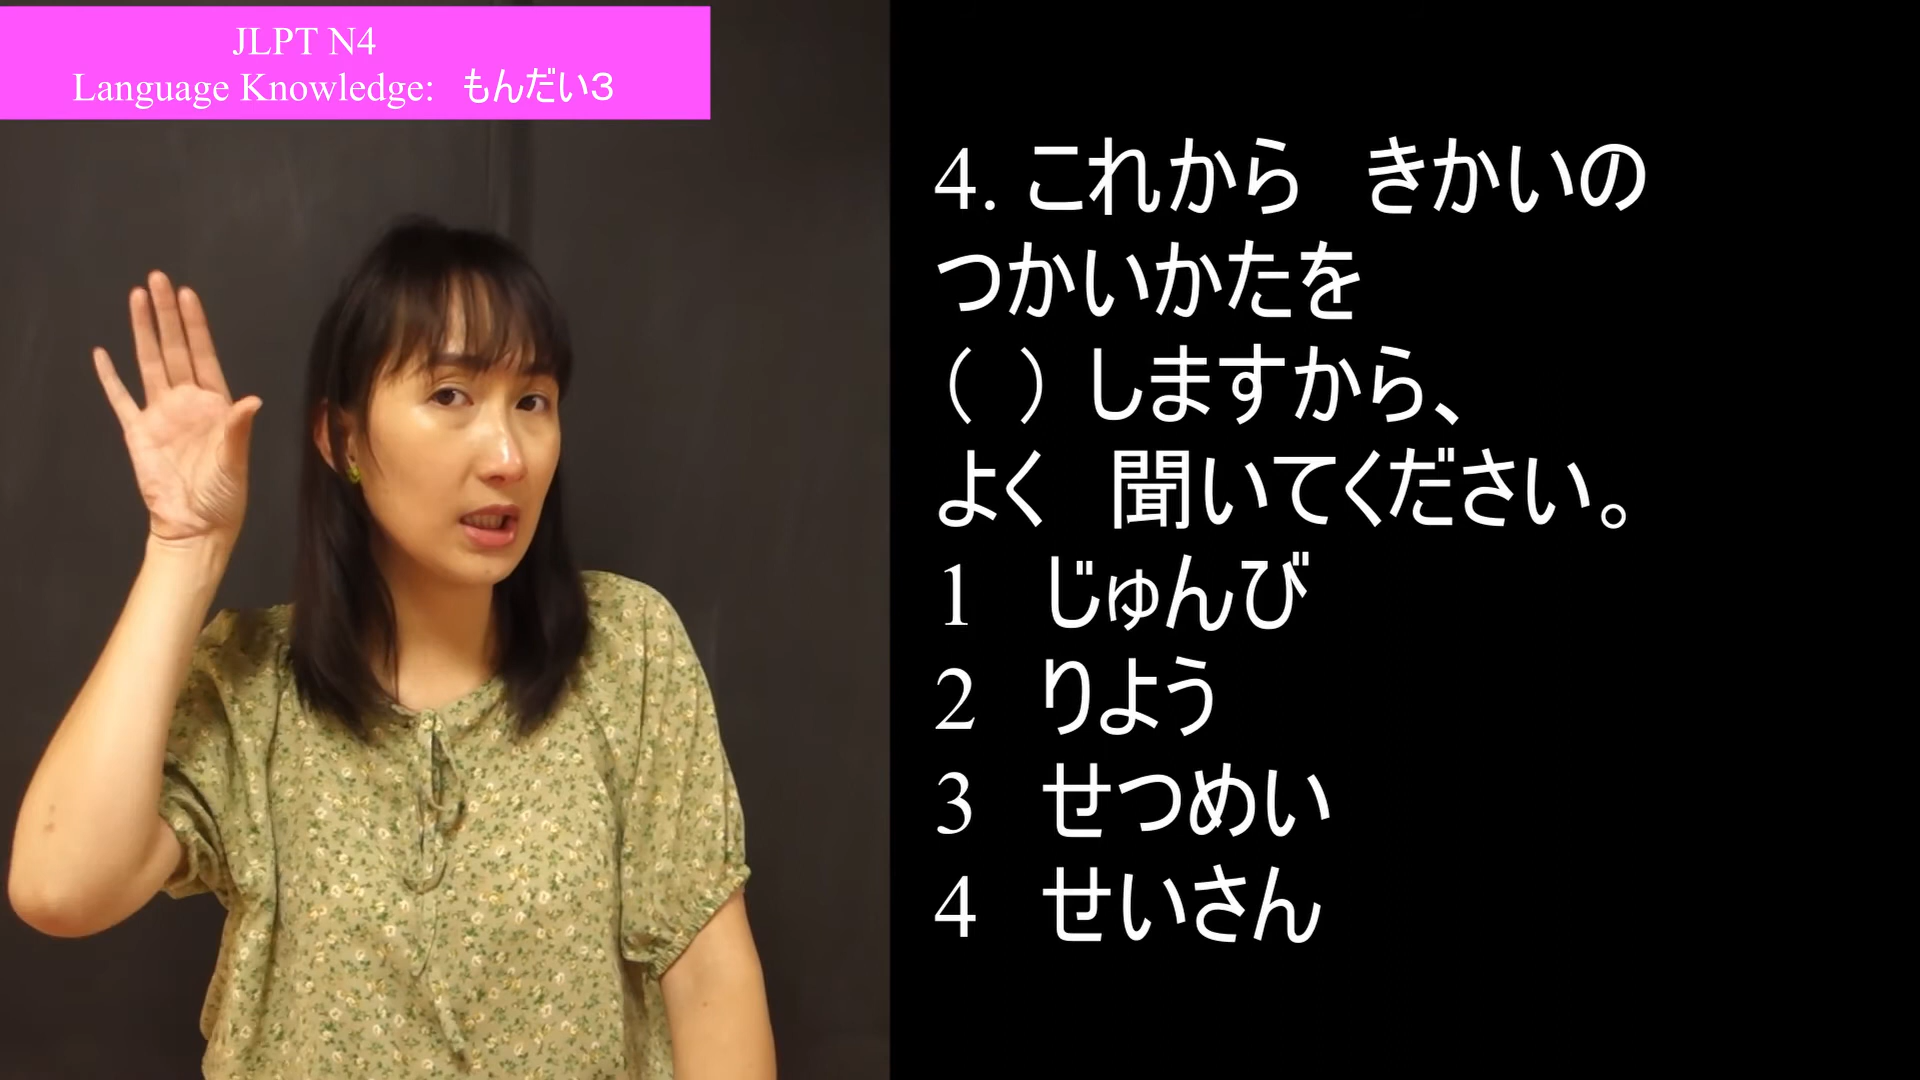 JLPT N4
Language Knowledge:　もんだい3
4. これから　きかいの
つかいかたを
（ ）しますから、
よく　聞いてください。
1　じゅんび
2　りよう
3　せつめい
4　せいさん